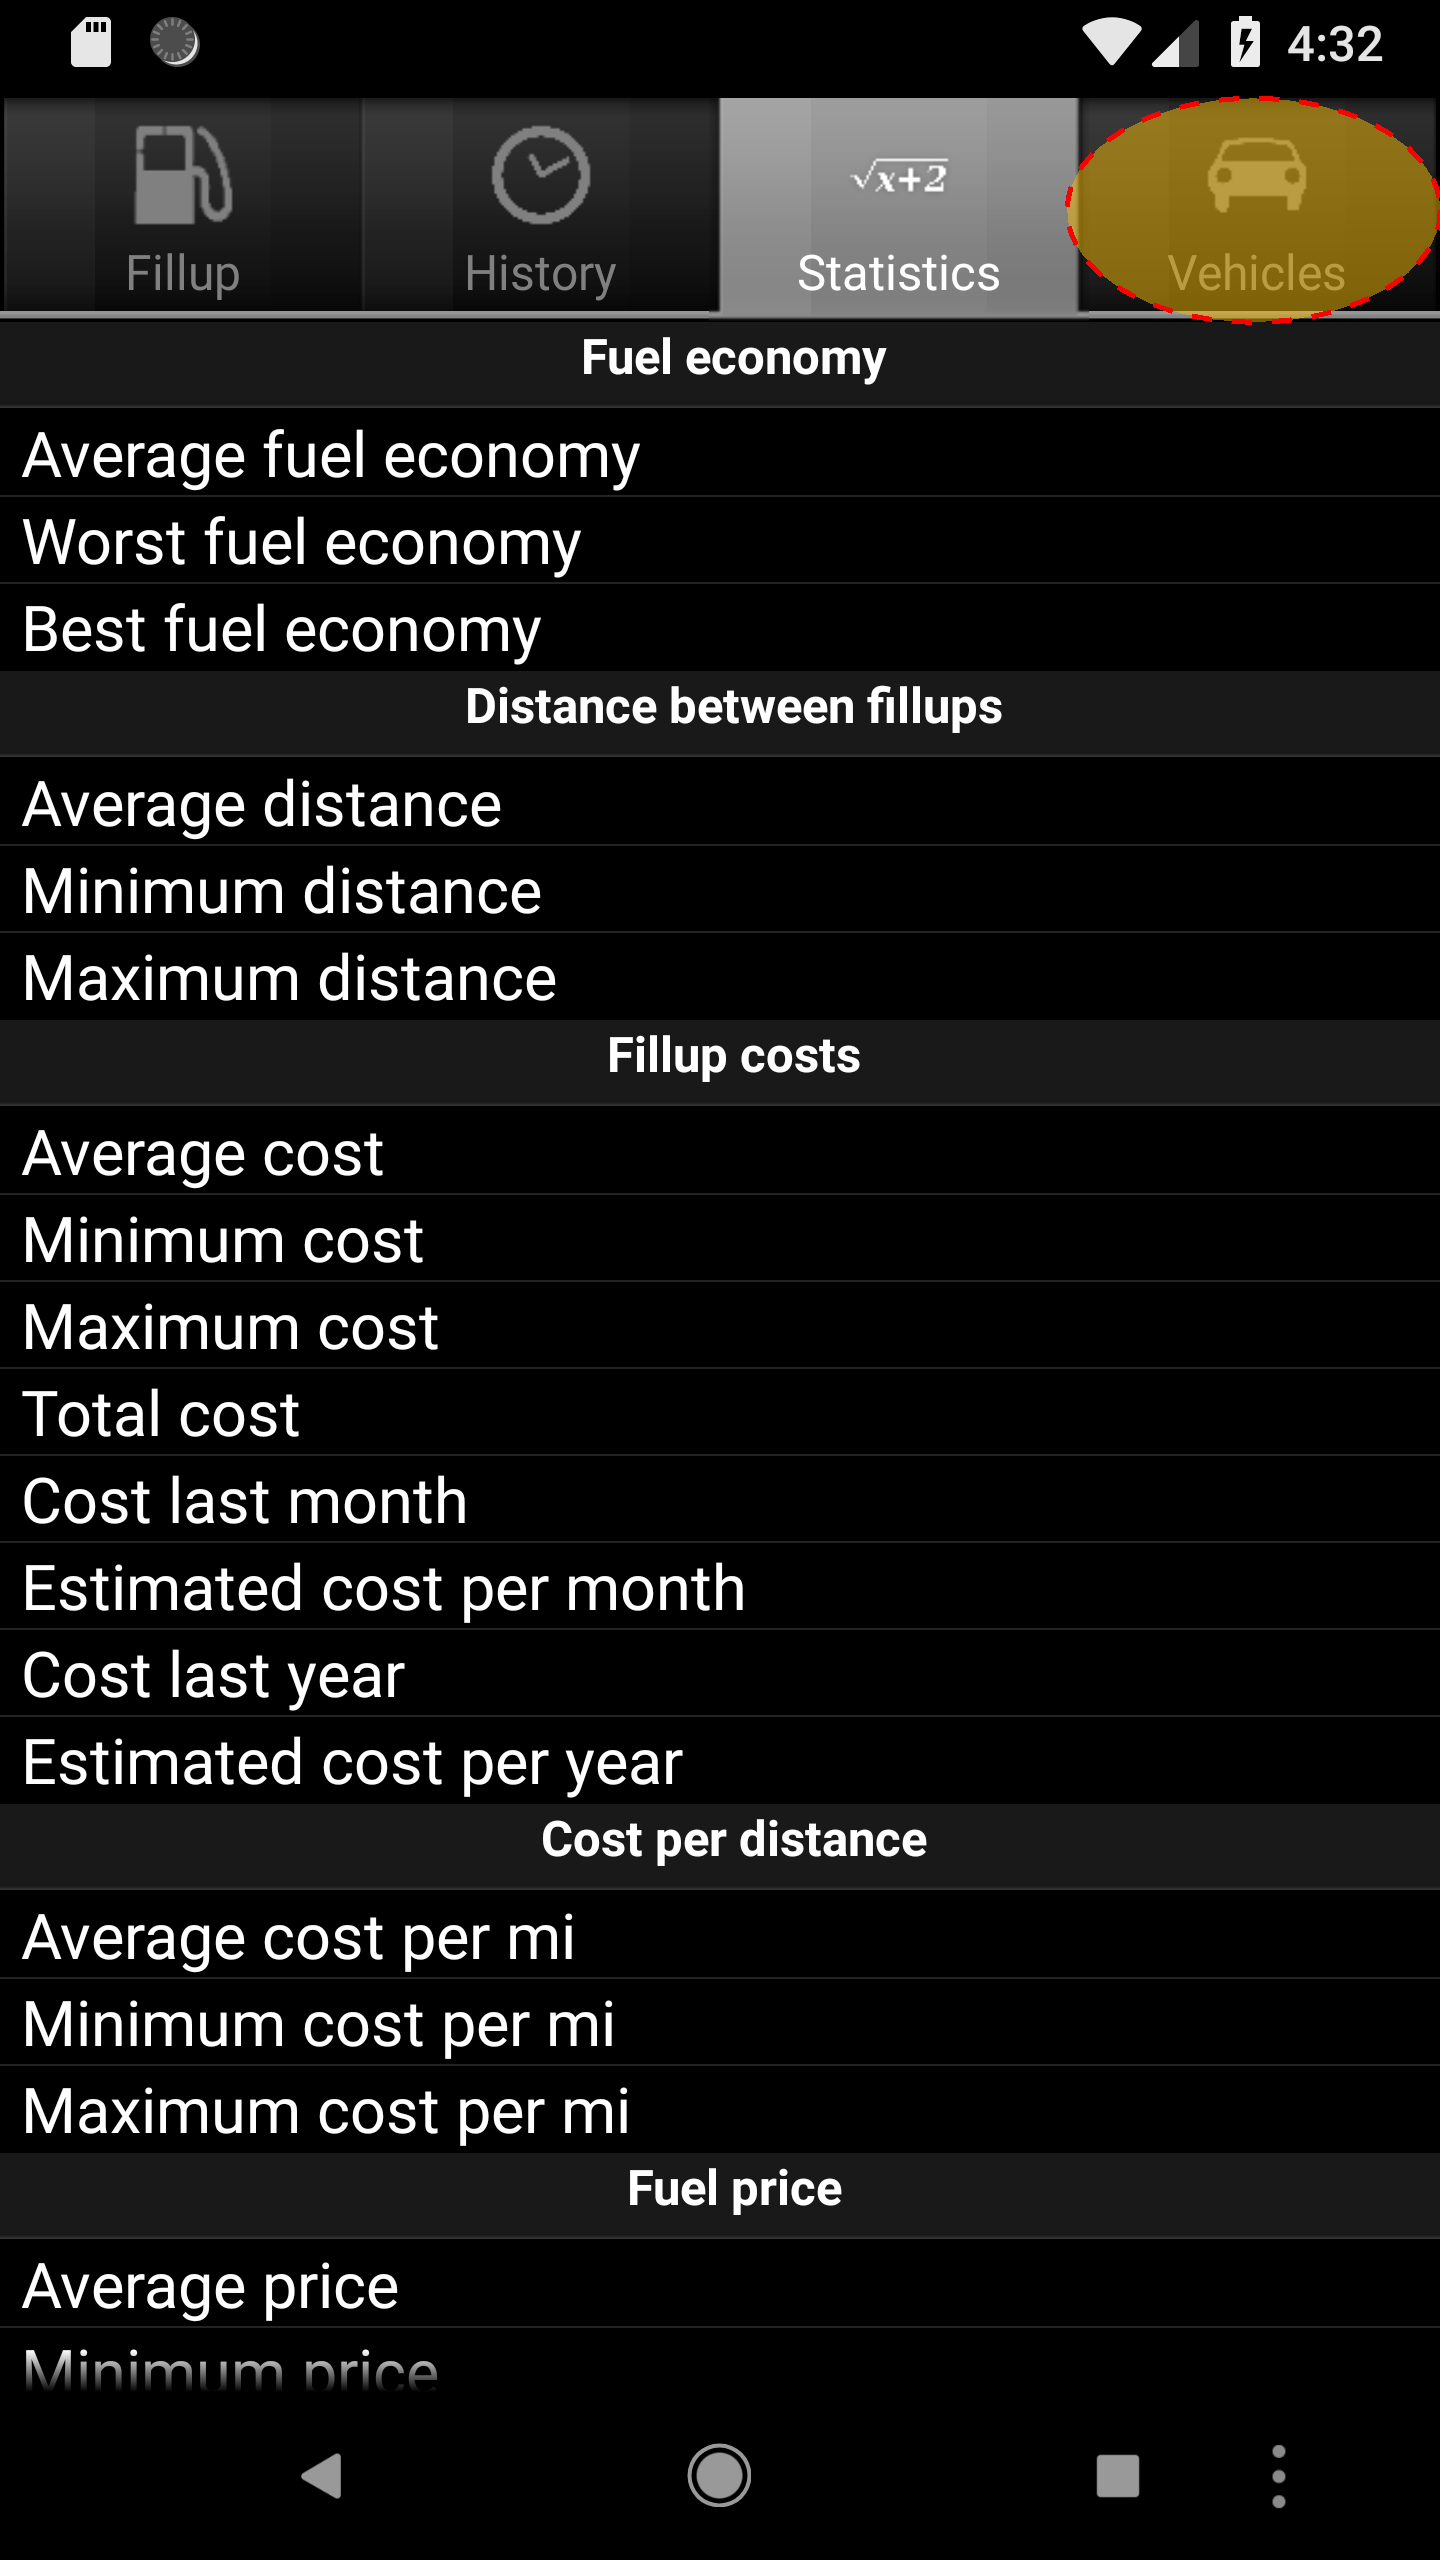 4:32
Fillup
History
√x+2
Statistics
Vehicles
Fuel economy
Average fuel economy
Worst fuel economy
Best fuel economy
Distance between fillups
Average distance
Minimum distance
Maximum distance
Fillup costs
Average cost
Minimum cost
Maximum cost
Total cost
Cost last month
Estimated cost per month
Cost last year
Estimated cost per year
Cost per distance
Average cost per mi
Minimum cost per mi
Maximum cost per mi
Fuel price
Average price
Minimum price